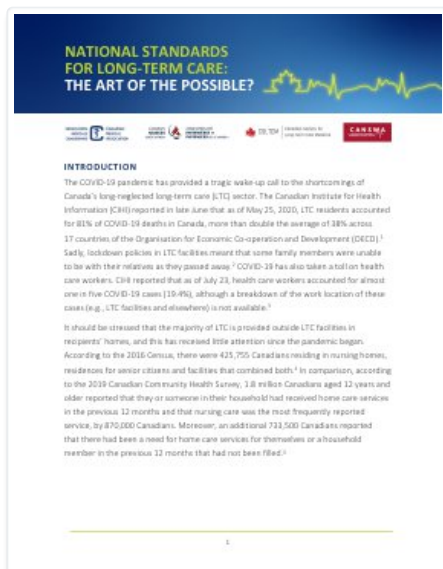 NATIONAL STANDARDS
FOR LONG-TERM CARE:
THE ART OF THE POSSIBLE?
CANEWA
INTRODUCTION
The COVID-19 pandemic has provided a tragic wake-up call to the shortcomings of
Canada's long-neglected long-term care (LTC) sector. The Canadian Institute for Health
Information (CIHI) reported in late June that as of May 25, 2020, LTC residents accounted
for 81% of COVID-19 deaths in Canada, more than double the average of 38% across
17 countries of the Organisation for Economic Co-operation and Development (OECD).1
Sadly, lockdown policies in LTC facilities meant that some family members were unable
to be with their relatives as they passed away.2 COVID-19 has also taken a toll on health
care workers. CIHI reported that as of July 23, health care workers accounted for almost
one in five COVID-19 cases (19.4%), although a breakdown of the work location of these
cases (e.g., LTC facilities and elsewhere) is not available.3
It should be stressed that the majority of LTC is provided outside LTC facilities in
recipients' homes, and this has received little attention since the pandemic began.
According to the 2016 Census, there were 425,755 Canadians residing in nursing homes,
residences for senior citizens and facilities that combined both.4 In comparison, according
to the 2019 Canadian Community Health Survey, 1.8 million Canadians aged 12 years and
older reported that they or someone in their household had received home care services
in the previous 12 months and that nursing care was the most frequently reported
service, by 870,000 Canadians. Moreover, an additional 733,500 Canadians reported
that there had been a need for home care services for themselves or a household
member in the previous 12 months that had not been filled.5
1